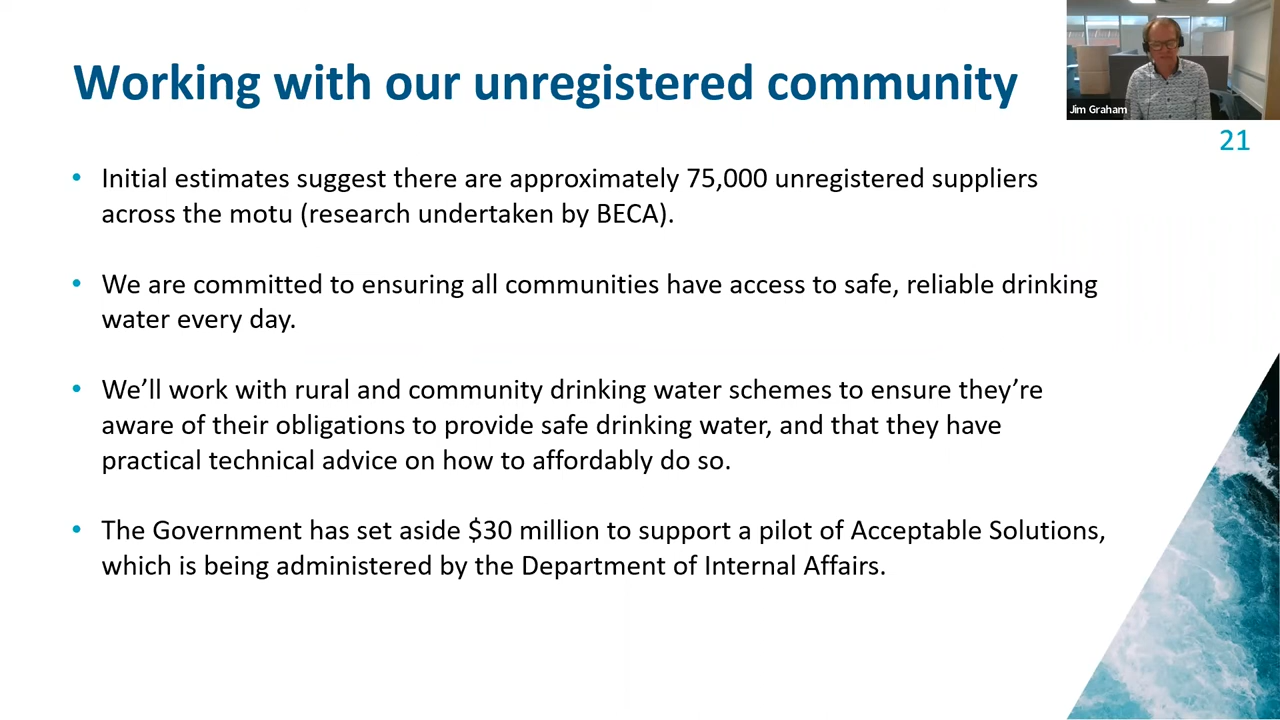 Working with our unregistered community
Jim Graham
21
• Initial estimates suggest there are approximately 75,000 unregistered suppliers
across the motu (research undertaken by BECA).
• We are committed to ensuring all communities have access to safe, reliable drinking
water every day.
• We’ll work with rural and community drinking water schemes to ensure they’re
aware of their obligations to provide safe drinking water, and that they have
practical technical advice on how to affordably do so.
• The Government has set aside $30 million to support a pilot of Acceptable Solutions,
which is being administered by the Department of Internal Affairs.